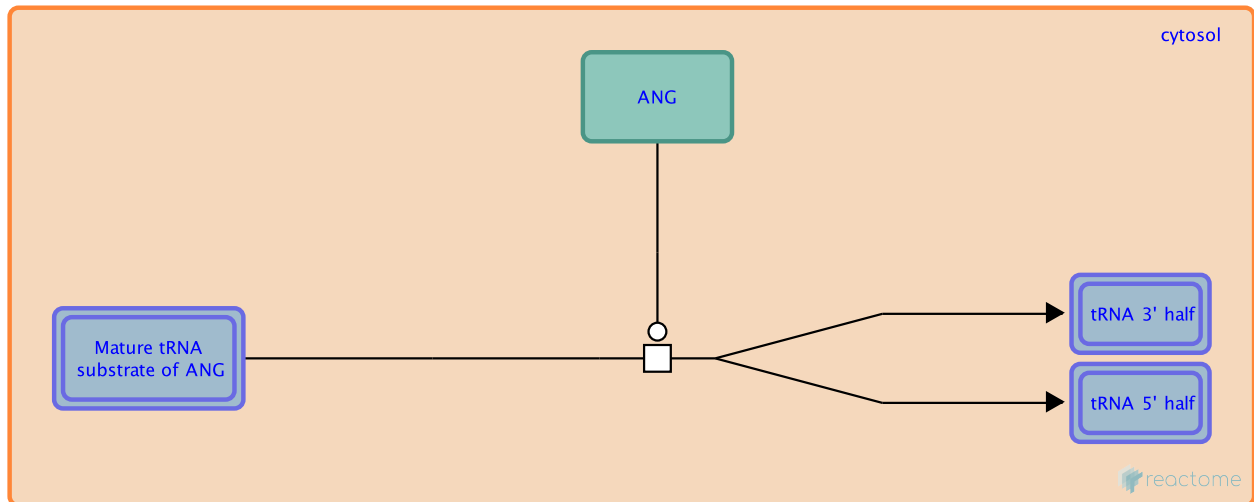 cytosol
ANG
Mature tRNA
substrate of ANG
tRNA 3' half
tRNA 5' half
reactome